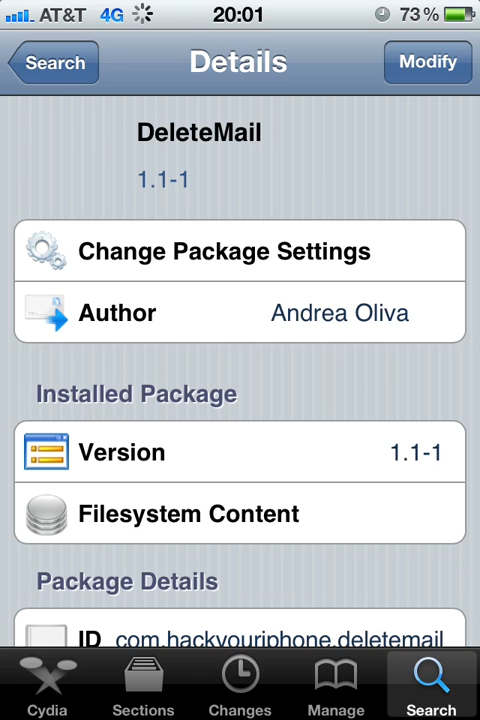 AT&T 4G 20:01 73%
Search Details Modify
DeleteMail
1.1-1
Change Package Settings
Author Andrea Oliva
Installed Package
Version 1.1-1
Filesystem Content
Package Details
ID com.hackyouriphone.deletemail
Cydia Sections Changes Manage Search